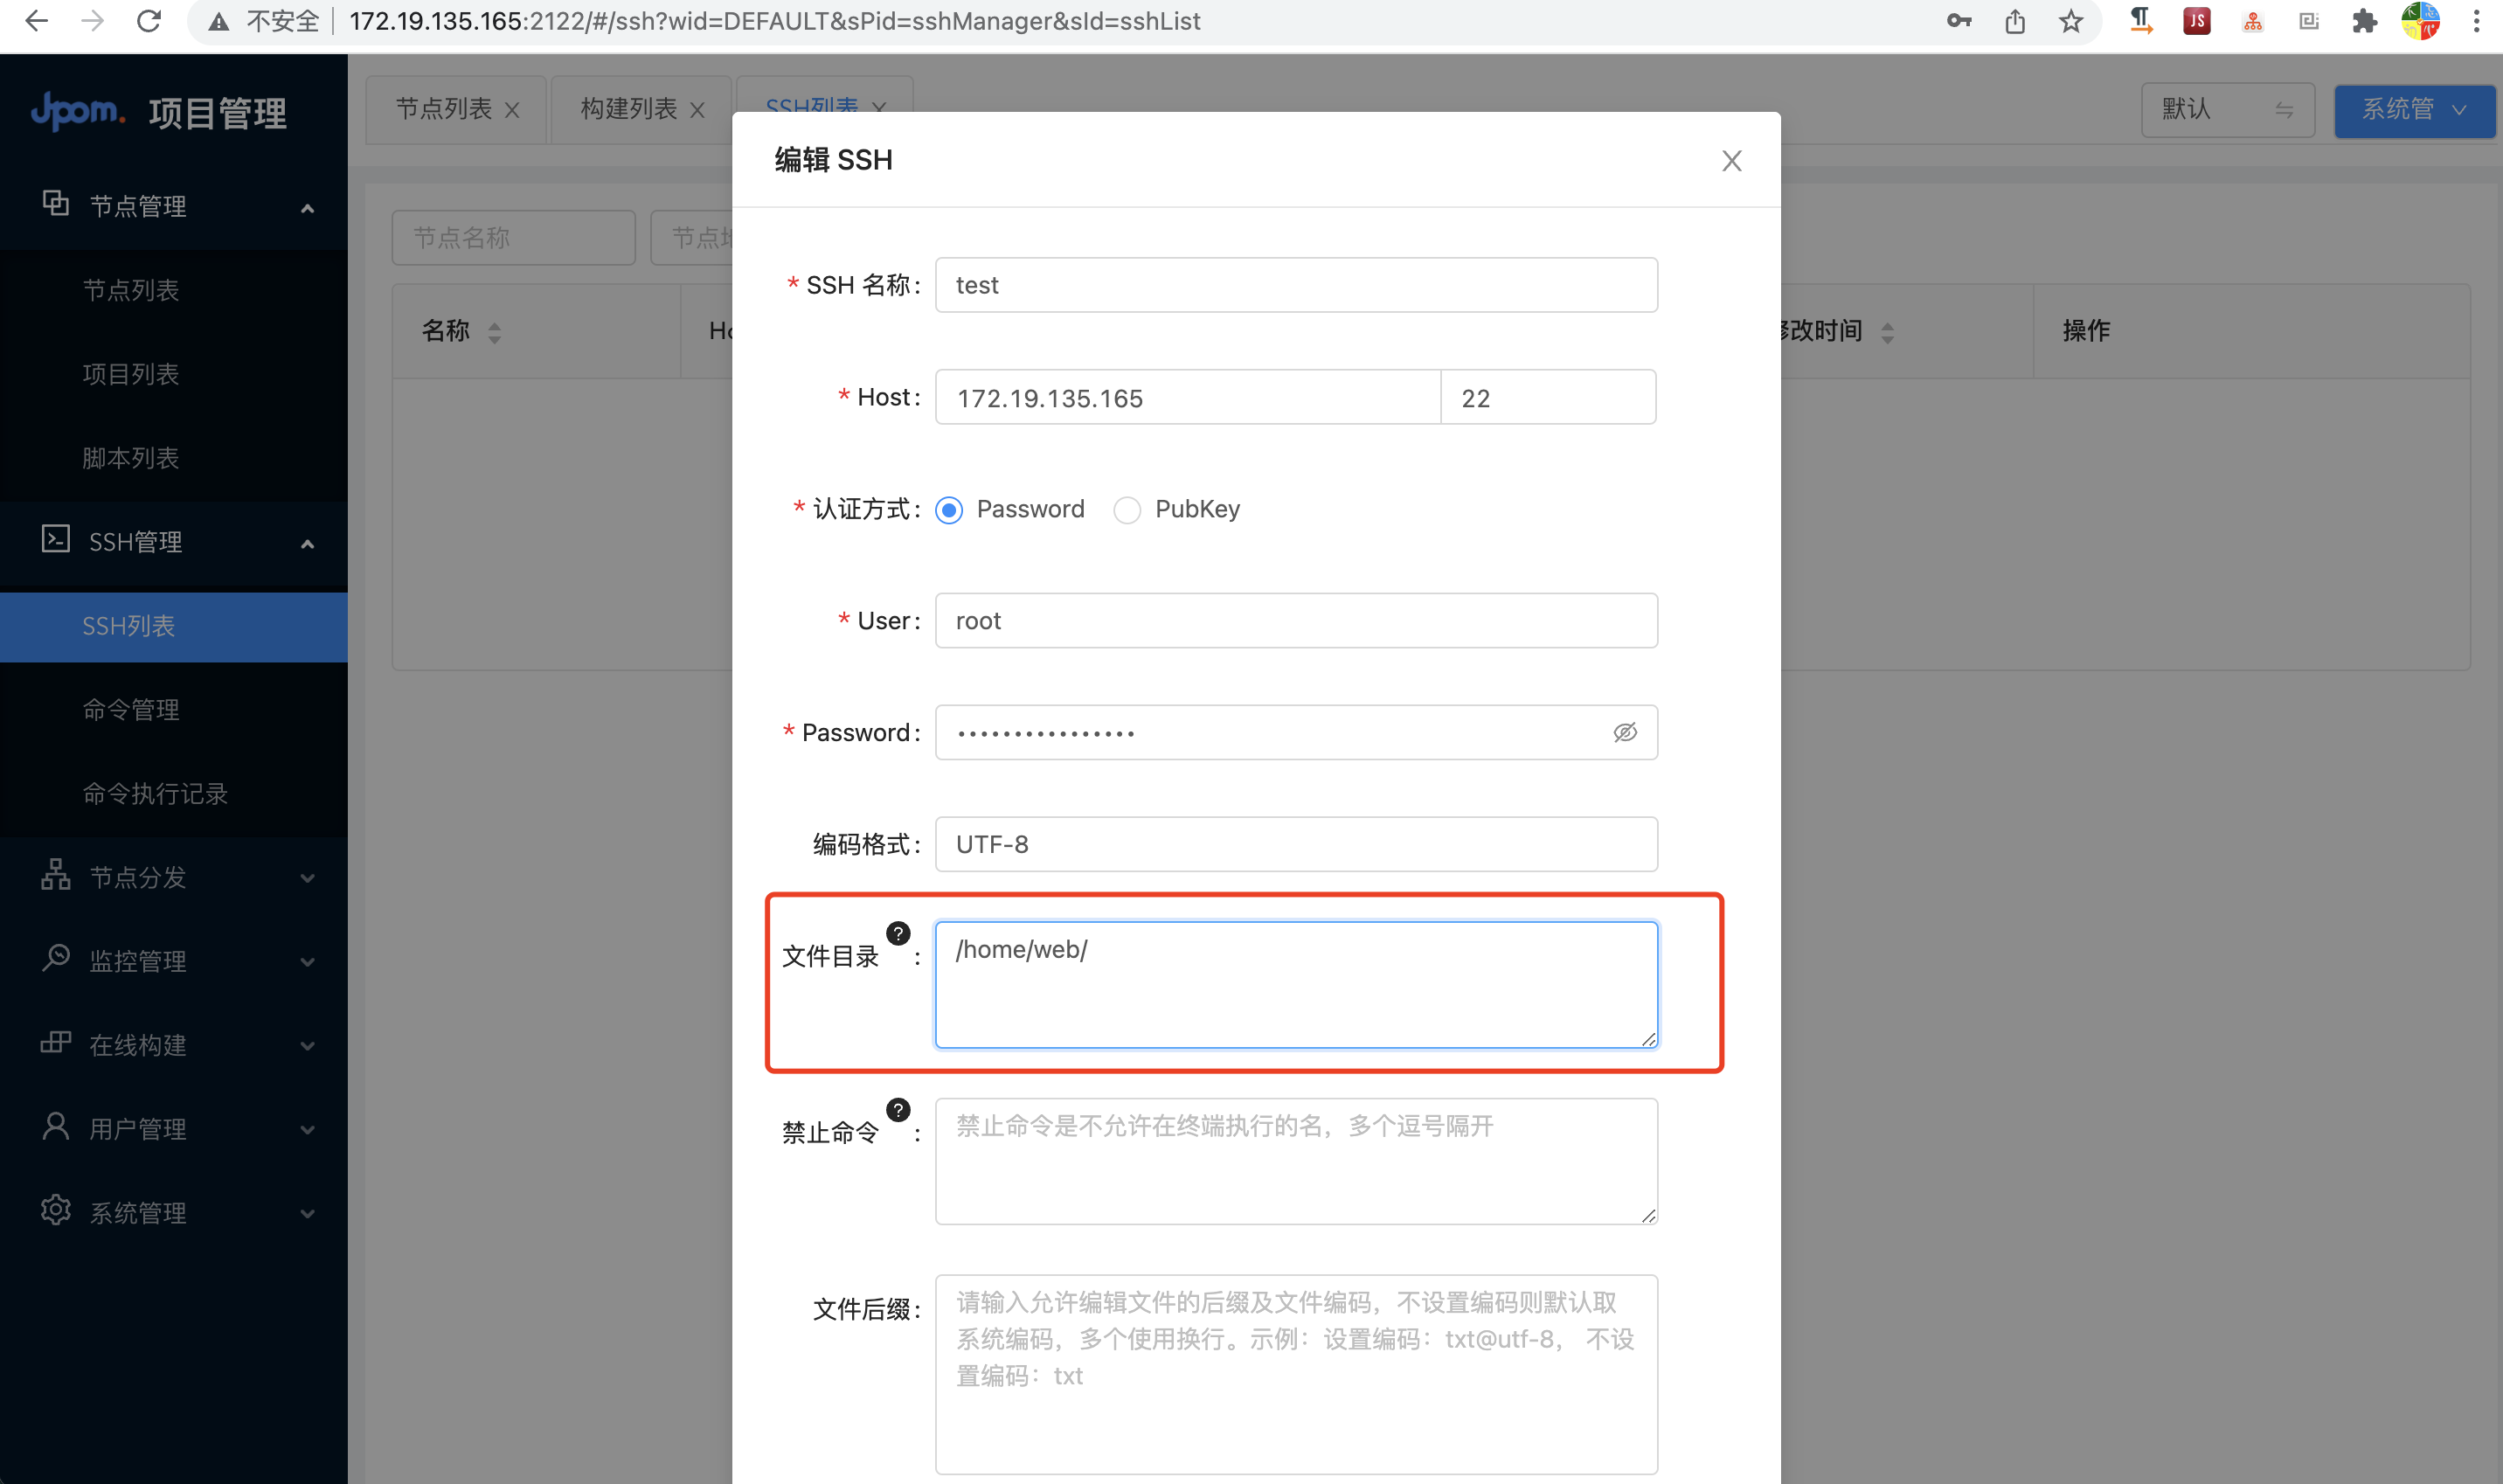 不安全 172.19.135.165:2122/#/ssh?wid=DEFAULT&sPid=sshManager&sId=sshList
JS
Jpom. 项目管理
节点管理
节点列表
项目列表
脚本列表
SSH管理
SSH列表
命令管理
命令执行记录
节点分发
监控管理
在线构建
用户管理
系统管理
节点列表 构建列表 SSH列表
默认 系统管
节点名称
名称
修改时间 操作
编辑 SSH
* SSH 名称: test
* Host: 172.19.135.165 22
* 认证方式: Password PubKey
* User: root
* Password: ••••••••••••••••
编码格式: UTF-8
文件目录 ? : /home/web/
禁止命令 ? : 禁止命令是不允许在终端执行的名，多个逗号隔开
文件后缀: 请输入允许编辑文件的后缀及文件编码，不设置编码则默认取
系统编码，多个使用换行。示例：设置编码：txt@utf-8， 不设
置编码：txt